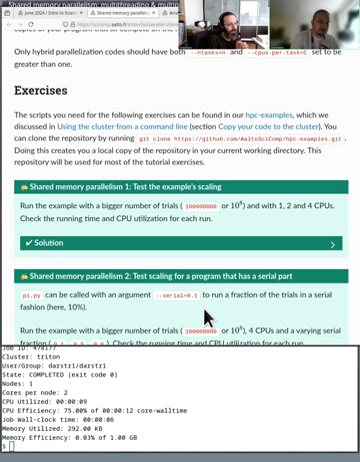 Shared memory parallelism: multithreading & multip
June 2024 / Intro to Scien
Shared memory parallelism:
Only hybrid parallelization codes should have both --ntasks=n and --cpus-per-task=C set to
greater than one.
Exercises
The scripts you need for the following exercises can be found in our hpc-examples, which we
discussed in Using the cluster from a command line (section Copy your code to the cluster). You
can clone the repository by running git clone https://github.com/AaltoSciComp/hpc-examples.git.
Doing this creates you a local copy of the repository in your current working directory. This
repository will be used for most of the tutorial exercises.
Shared memory parallelism 1: Test the example's scaling
Run the example with a bigger number of trials ( 100000000 or 10⁸) and with 1, 2 and 4 CPUs.
Check the running time and CPU utilization for each run.
✔ Solution
Shared memory parallelism 2: Test scaling for a program that has a serial part
pi.py can be called with an argument --serial=0.1 to run a fraction of the trials in a serial
fashion (here, 10%).
Run the example with a bigger number of trials ( 100000000 or 10⁸), 4 CPUs and a varying serial
Job ID: 478177
Cluster: triton
User/Group: darstr1/darstr1
State: COMPLETED (exit code 0)
Nodes: 1
Cores per node: 2
CPU Utilized: 00:00:09
CPU Efficiency: 75.00% of 00:00:12 core-walltime
Job Wall-clock time: 00:00:06
Memory Utilized: 292.00 KB
Memory Efficiency: 0.03% of 1.00 GB
$